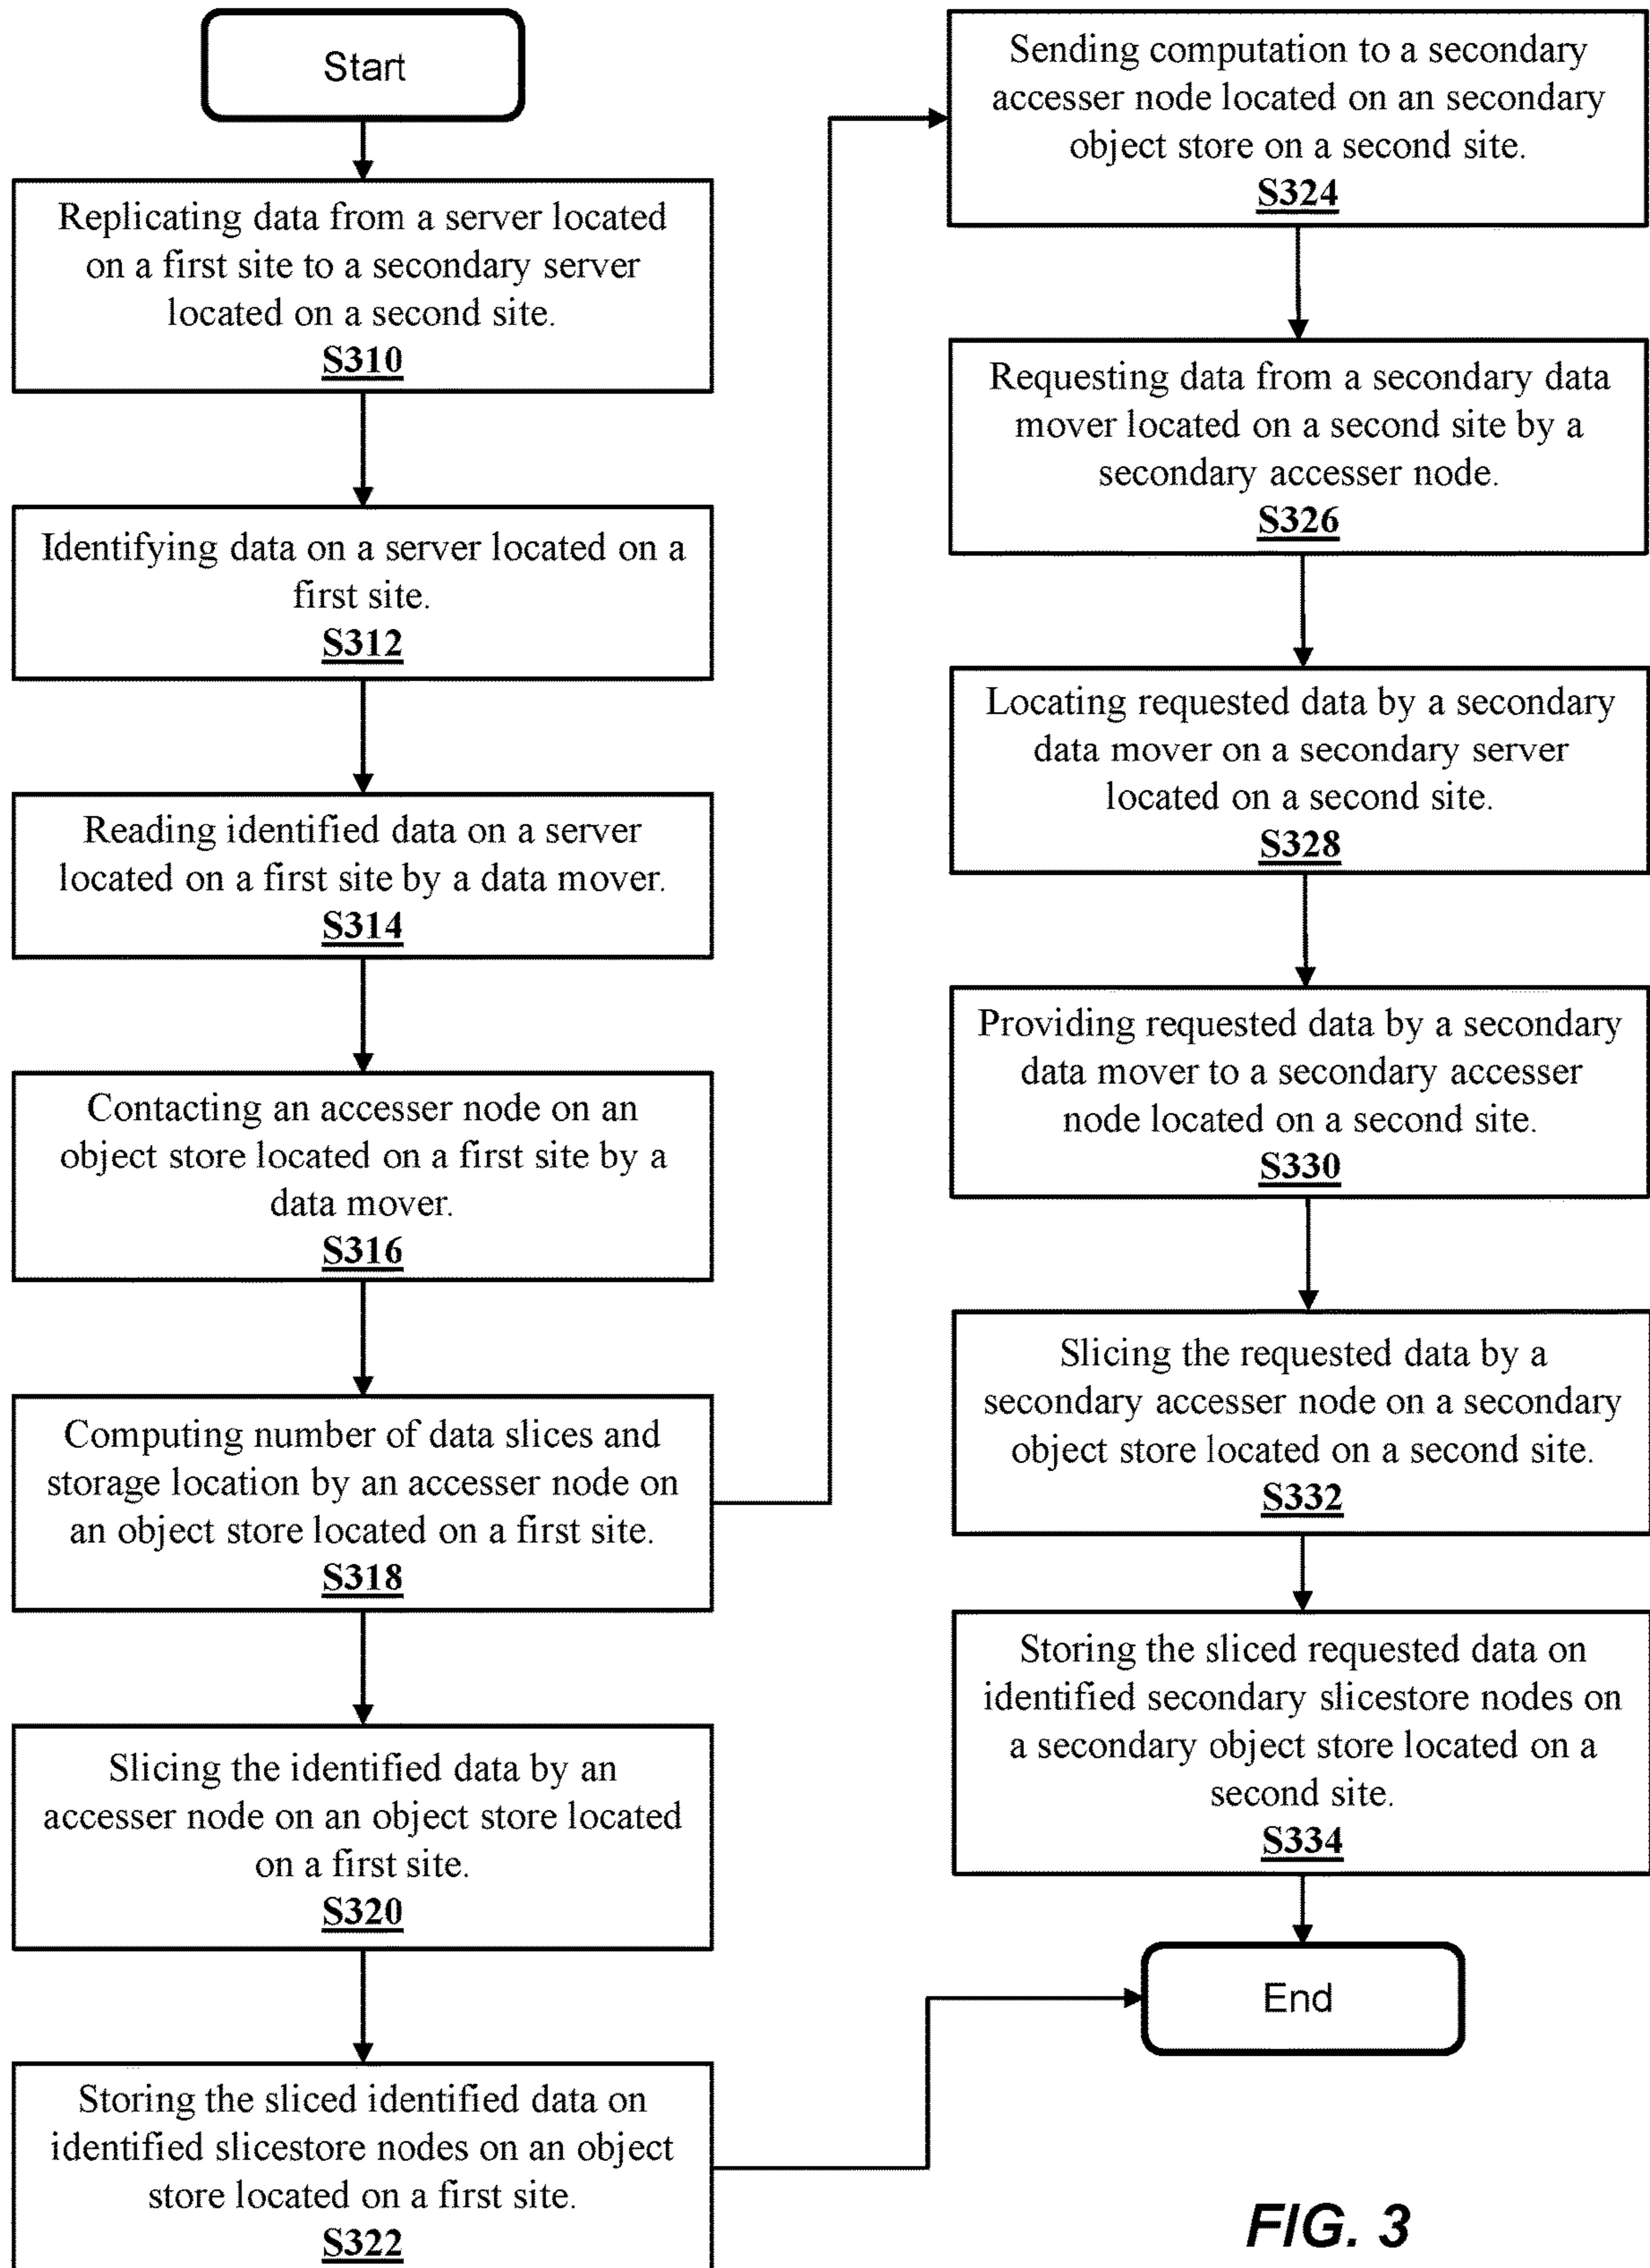 Start
Replicating data from a server located
on a first site to a secondary server
located on a second site.
S310
Identifying data on a server located on a
first site.
S312
Reading identified data on a server
located on a first site by a data mover.
S314
Contacting an accesser node on an
object store located on a first site by a
data mover.
S316
Computing number of data slices and
storage location by an accesser node on
an object store located on a first site.
S318
Slicing the identified data by an
accesser node on an object store located
on a first site.
S320
Storing the sliced identified data on
identified slicestore nodes on an object
store located on a first site.
S322
Sending computation to a secondary
accesser node located on an secondary
object store on a second site.
S324
Requesting data from a secondary data
mover located on a second site by a
secondary accesser node.
S326
Locating requested data by a secondary
data mover on a secondary server
located on a second site.
S328
Providing requested data by a secondary
data mover to a secondary accesser
node located on a second site.
S330
Slicing the requested data by a
secondary accesser node on a secondary
object store located on a second site.
S332
Storing the sliced requested data on
identified secondary slicestore nodes on
a secondary object store located on a
second site.
S334
End
FIG. 3